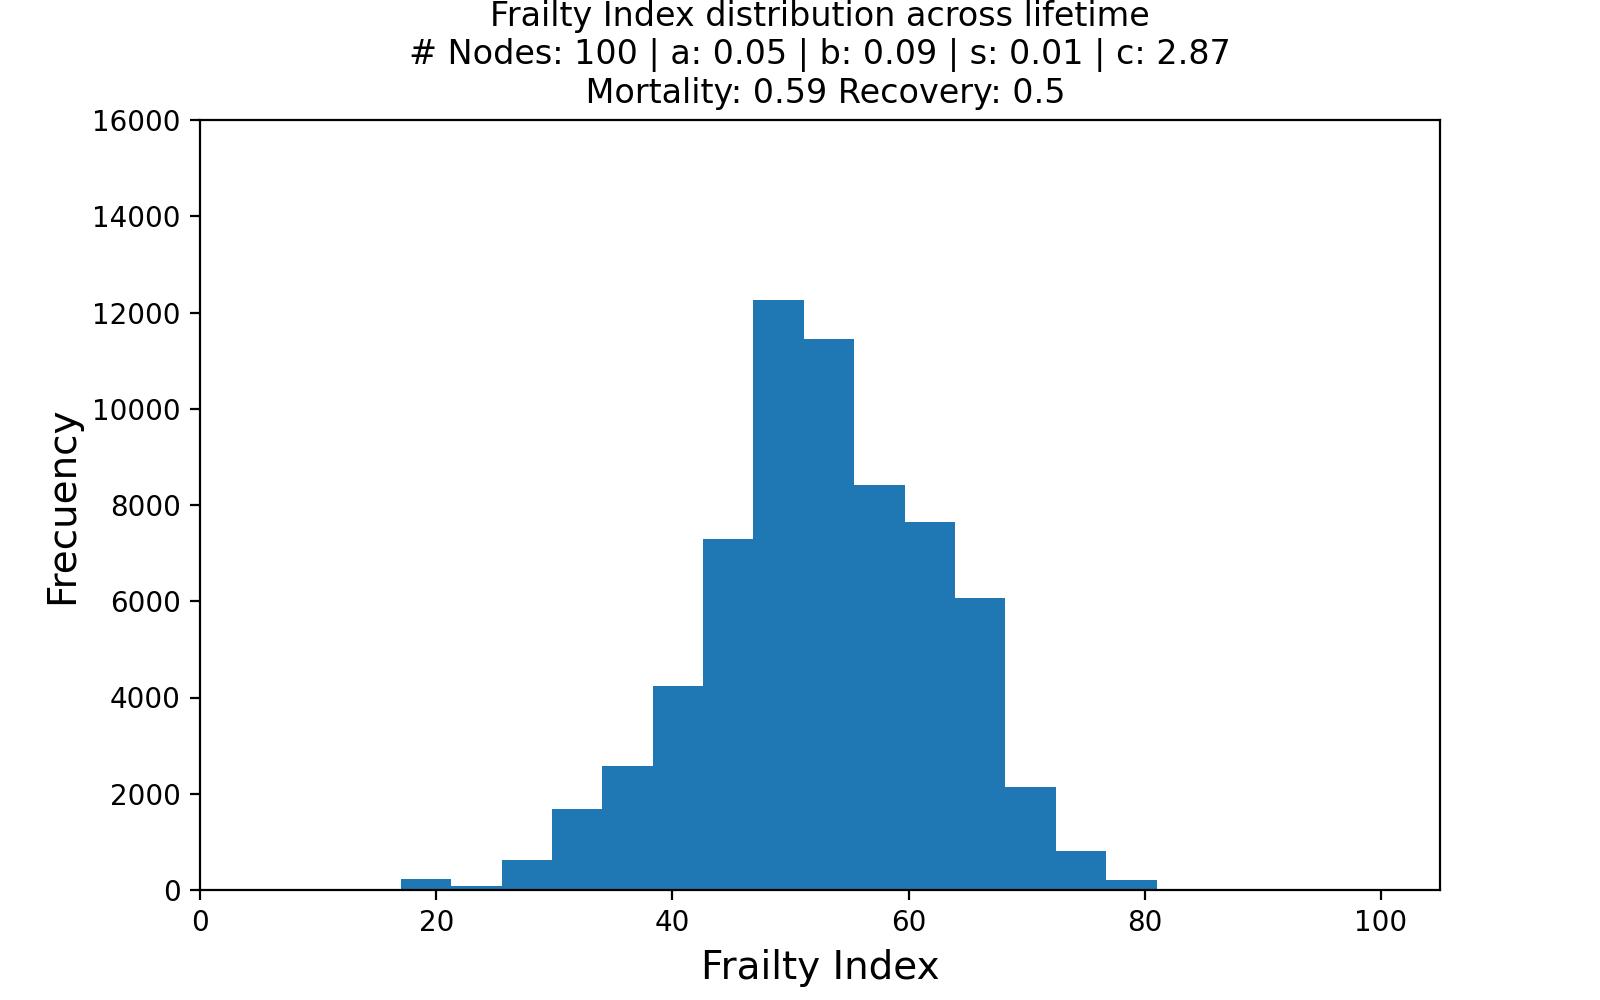 Frailty Index distribution across lifetime
# Nodes: 100 | a: 0.05 | b: 0.09 | s: 0.01 | c: 2.87
Mortality: 0.59 Recovery: 0.5
16000
14000
12000
10000
8000
6000
4000
2000
0
Frecuency
0 20 40 60 80 100
Frailty Index